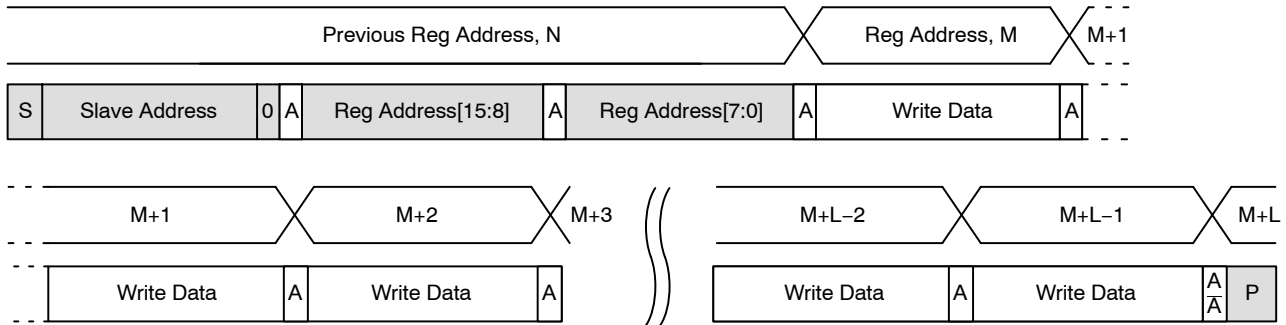 Previous Reg Address, N Reg Address, M M+1
S Slave Address 0 A Reg Address[15:8] A Reg Address[7:0] A Write Data A
M+1 M+2 M+3 M+L−2 M+L−1 M+L
Write Data A Write Data A Write Data A Write Data A/A̅ P